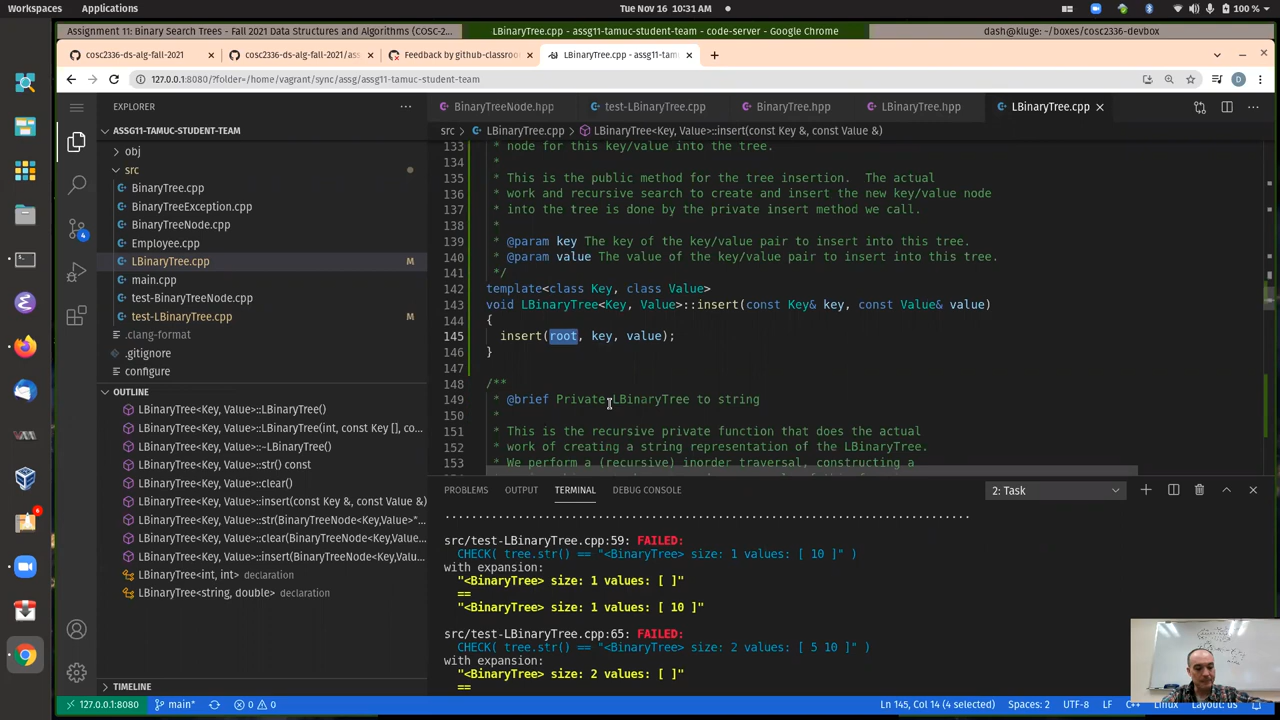 Workspaces Applications Tue Nov 16 10:31 AM 100 %
Assignment 11: Binary Search Trees - Fall 2021 Data Structures and Algorithms (COSC-2... LBinaryTree.cpp - assg11-tamuc-student-team - code-server - Google Chrome dash@kluge: ~/boxes/cosc2336-devbox
cosc2336-ds-alg-fall-2021 cosc2336-ds-alg-fall-2021/ass Feedback by github-classroo LBinaryTree.cpp - assg11-tam
127.0.0.1:8080/?folder=/home/vagrant/sync/assg/assg11-tamuc-student-team
EXPLORER
BinaryTreeNode.hpp test-LBinaryTree.cpp BinaryTree.hpp LBinaryTree.hpp LBinaryTree.cpp
ASSG11-TAMUC-STUDENT-TEAM
obj
src
BinaryTree.cpp
BinaryTreeException.cpp
BinaryTreeNode.cpp
Employee.cpp
LBinaryTree.cpp M
main.cpp
test-BinaryTreeNode.cpp
test-LBinaryTree.cpp M
.clang-format
.gitignore
configure
OUTLINE
LBinaryTree<Key, Value>::LBinaryTree()
LBinaryTree<Key, Value>::LBinaryTree(int, const Key [], co...
LBinaryTree<Key, Value>::~LBinaryTree()
LBinaryTree<Key, Value>::str() const
LBinaryTree<Key, Value>::clear()
LBinaryTree<Key, Value>::insert(const Key &, const Value &)
LBinaryTree<Key, Value>::str(BinaryTreeNode<Key,Value>*...
LBinaryTree<Key, Value>::clear(BinaryTreeNode<Key,Valu...
LBinaryTree<Key, Value>::insert(BinaryTreeNode<Key,Valu...
LBinaryTree<int, int> declaration
LBinaryTree<string, double> declaration
TIMELINE
src > LBinaryTree.cpp > LBinaryTree<Key, Value>::insert(const Key &, const Value &)
133 * node for this key/value into the tree.
134 *
135 * This is the public method for the tree insertion.  The actual
136 * work and recursive search to create and insert the new key/value node
137 * into the tree is done by the private insert method we call.
138 *
139 * @param key The key of the key/value pair to insert into this tree.
140 * @param value The value of the key/value pair to insert into this tree.
141 */
142 template<class Key, class Value>
143 void LBinaryTree<Key, Value>::insert(const Key& key, const Value& value)
144 {
145 insert(root, key, value);
146 }
147
148 /**
149 * @brief Private LBinaryTree to string
150 *
151 * This is the recursive private function that does the actual
152 * work of creating a string representation of the LBinaryTree.
153 * We perform a (recursive) inorder traversal, constructing a
PROBLEMS OUTPUT TERMINAL DEBUG CONSOLE 2: Task
...........................................................................
src/test-LBinaryTree.cpp:59: FAILED:
CHECK( tree.str() == "<BinaryTree> size: 1 values: [ 10 ]" )
with expansion:
"<BinaryTree> size: 1 values: [ ]"
==
"<BinaryTree> size: 1 values: [ 10 ]"
src/test-LBinaryTree.cpp:65: FAILED:
CHECK( tree.str() == "<BinaryTree> size: 2 values: [ 5 10 ]" )
with expansion:
"<BinaryTree> size: 2 values: [ ]"
==
127.0.0.1:8080 main* 0 0 Ln 145, Col 14 (4 selected) Spaces: 2 UTF-8 LF C++ Linux Layout: us